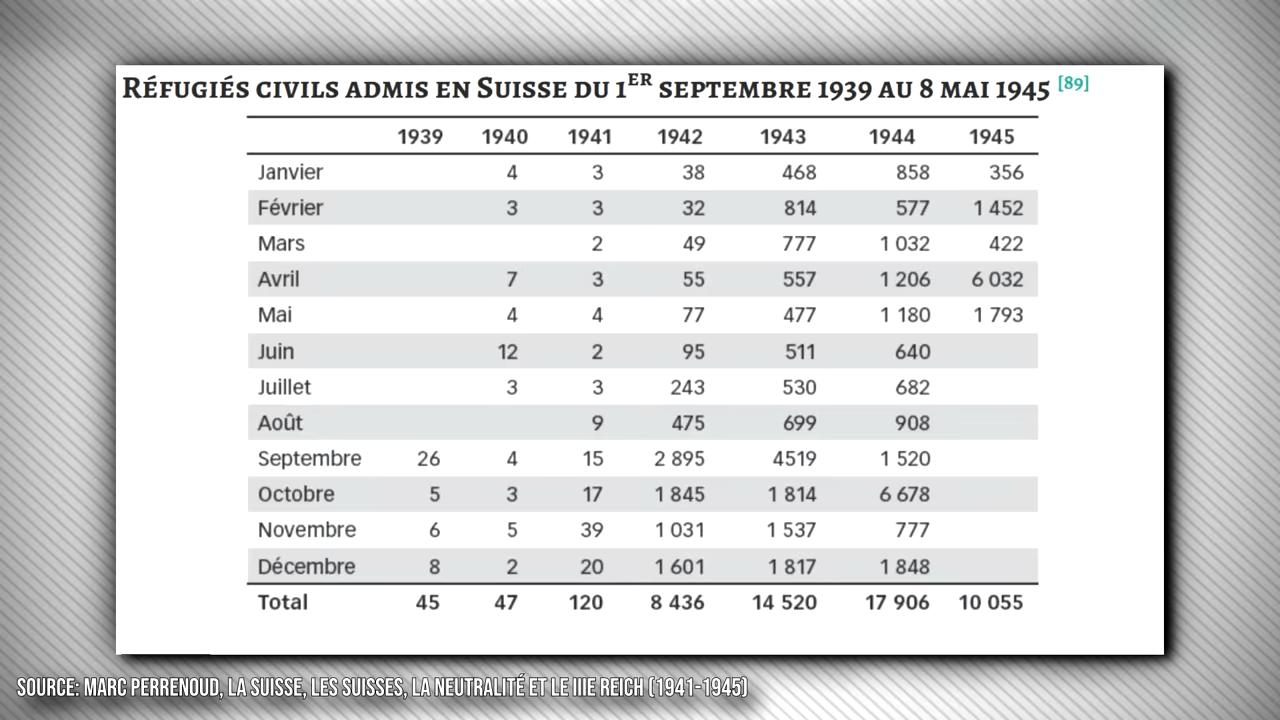 RÉFUGIÉS CIVILS ADMIS EN SUISSE DU 1ER SEPTEMBRE 1939 AU 8 MAI 1945 [89]
1939 1940 1941 1942 1943 1944 1945
Janvier 4 3 38 468 858 356
Février 3 3 32 814 577 1 452
Mars 2 49 777 1 032 422
Avril 7 3 55 557 1 206 6 032
Mai 4 4 77 477 1 180 1 793
Juin 12 2 95 511 640
Juillet 3 3 243 530 682
Août 9 475 699 908
Septembre 26 4 15 2 895 4519 1 520
Octobre 5 3 17 1 845 1 814 6 678
Novembre 6 5 39 1 031 1 537 777
Décembre 8 2 20 1 601 1 817 1 848
Total 45 47 120 8 436 14 520 17 906 10 055
SOURCE: MARC PERRENOUD, LA SUISSE, LES SUISSES, LA NEUTRALITÉ ET LE IIIE REICH (1941-1945)